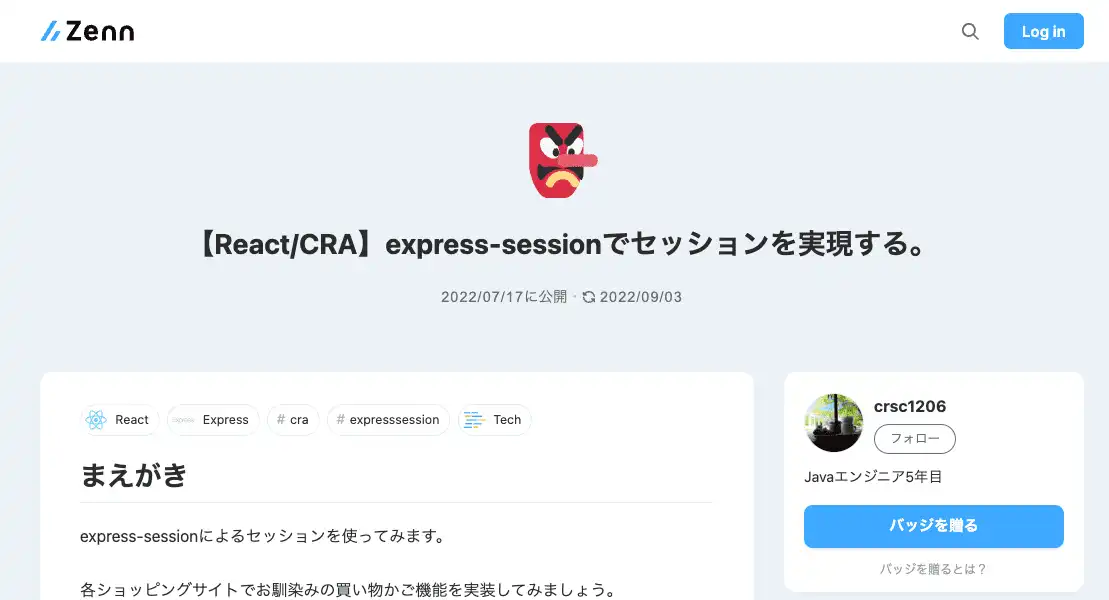 Zenn
Log in
【React/CRA】express-sessionでセッションを実現する。
2022/07/17に公開 · 2022/09/03
React Express # cra # expresssession Tech
まえがき
express-sessionによるセッションを使ってみます。
各ショッピングサイトでお馴染みの買い物かご機能を実装してみましょう。
crsc1206
フォロー
Javaエンジニア5年目
バッジを贈る
バッジを贈るとは？